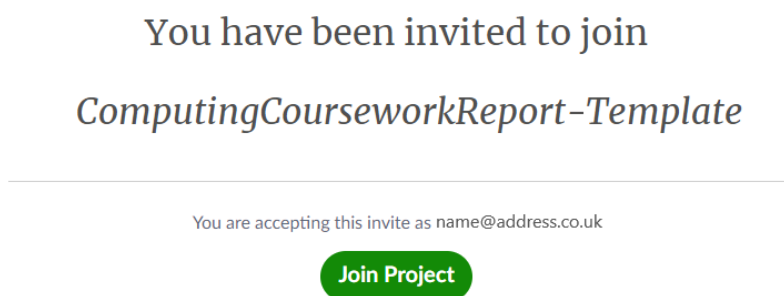 You have been invited to join
ComputingCourseworkReport-Template
You are accepting this invite as name@address.co.uk
Join Project